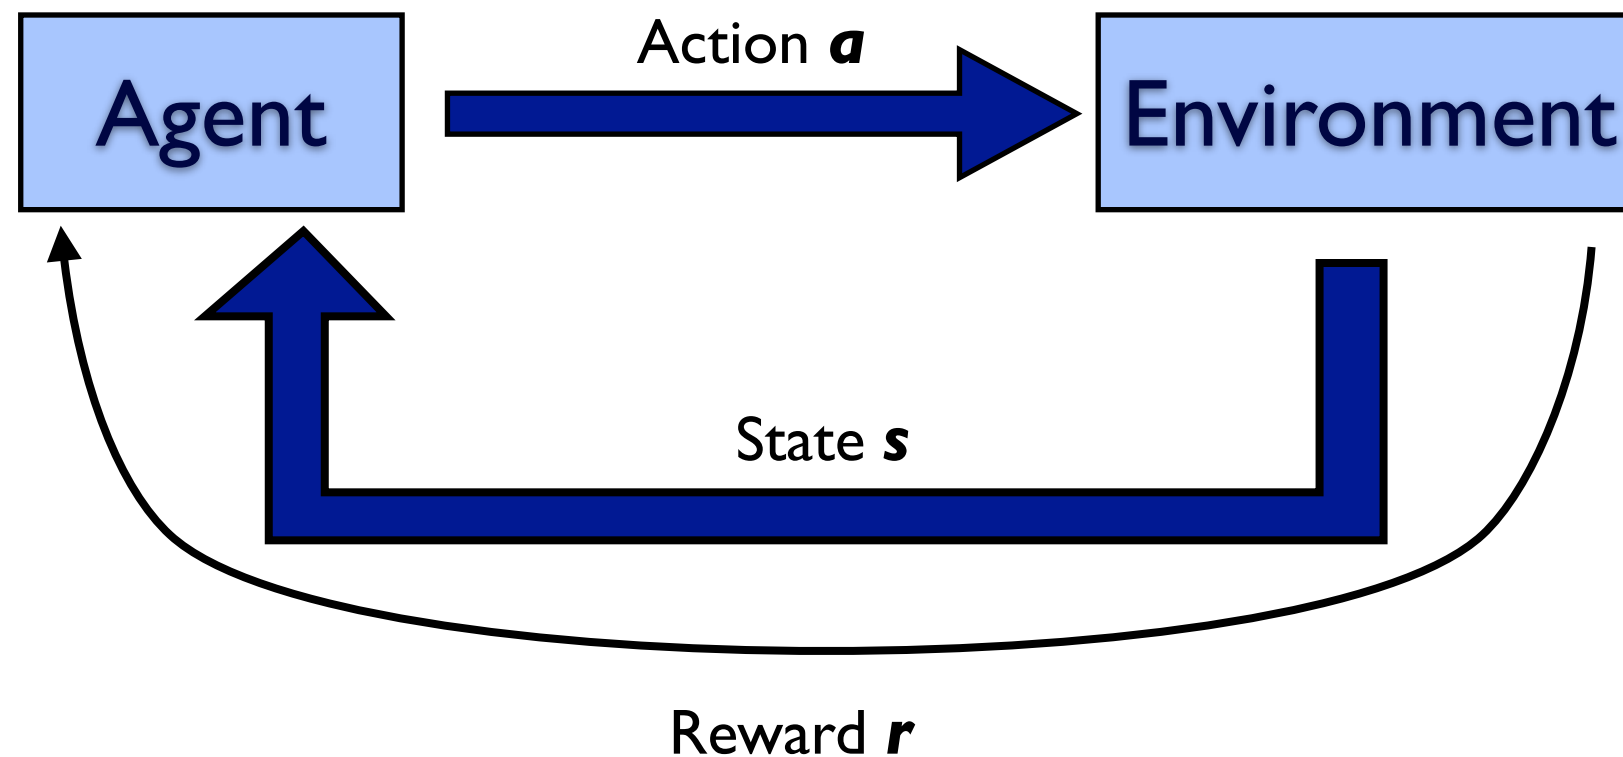 Action a
Agent
Environment
State s
Reward r